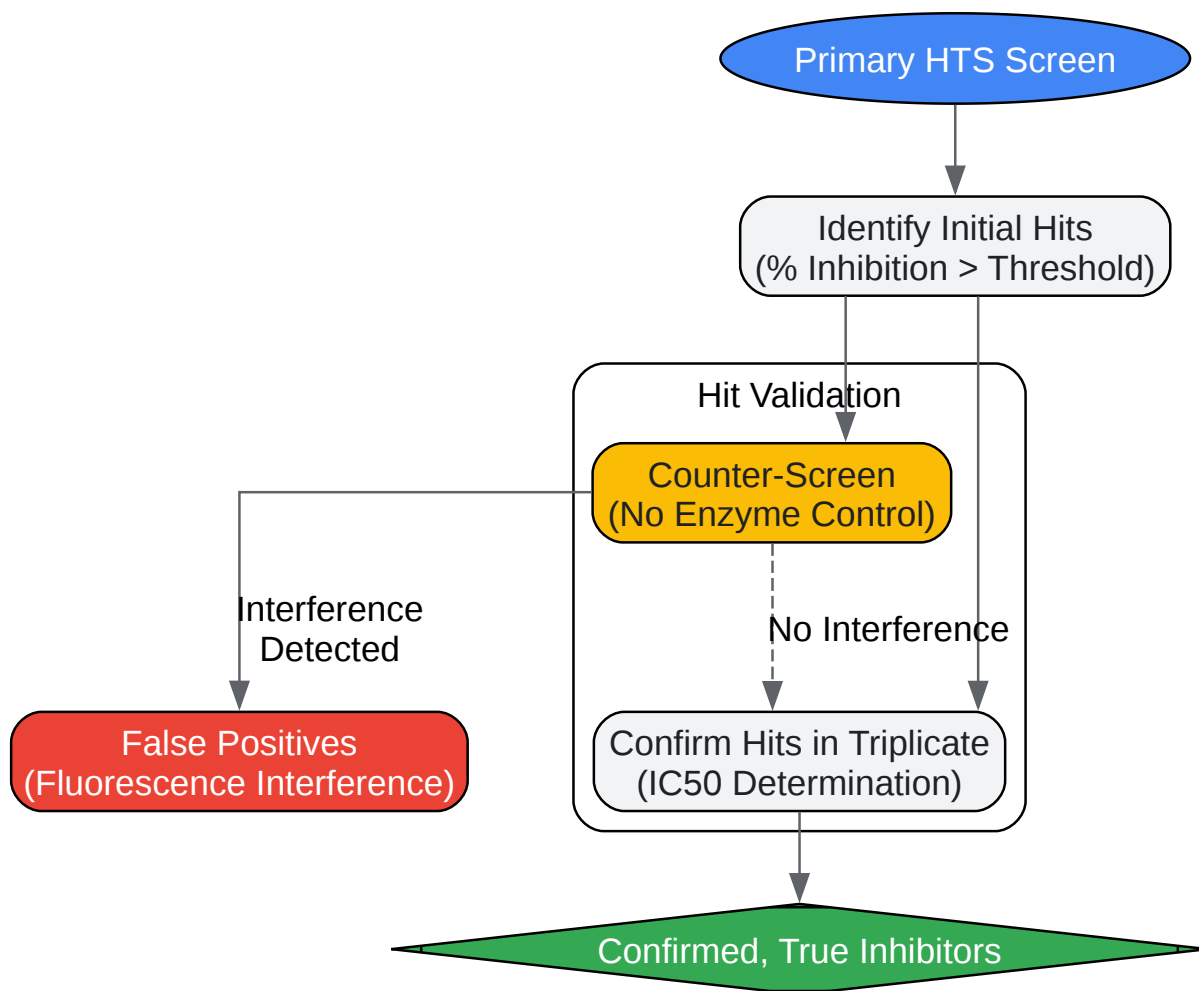 Primary HTS Screen
Identify Initial Hits
(% Inhibition > Threshold)
Hit Validation
Counter-Screen
(No Enzyme Control)
Interference
Detected
No Interference
False Positives
(Fluorescence Interference)
Confirm Hits in Triplicate
(IC50 Determination)
Confirmed, True Inhibitors